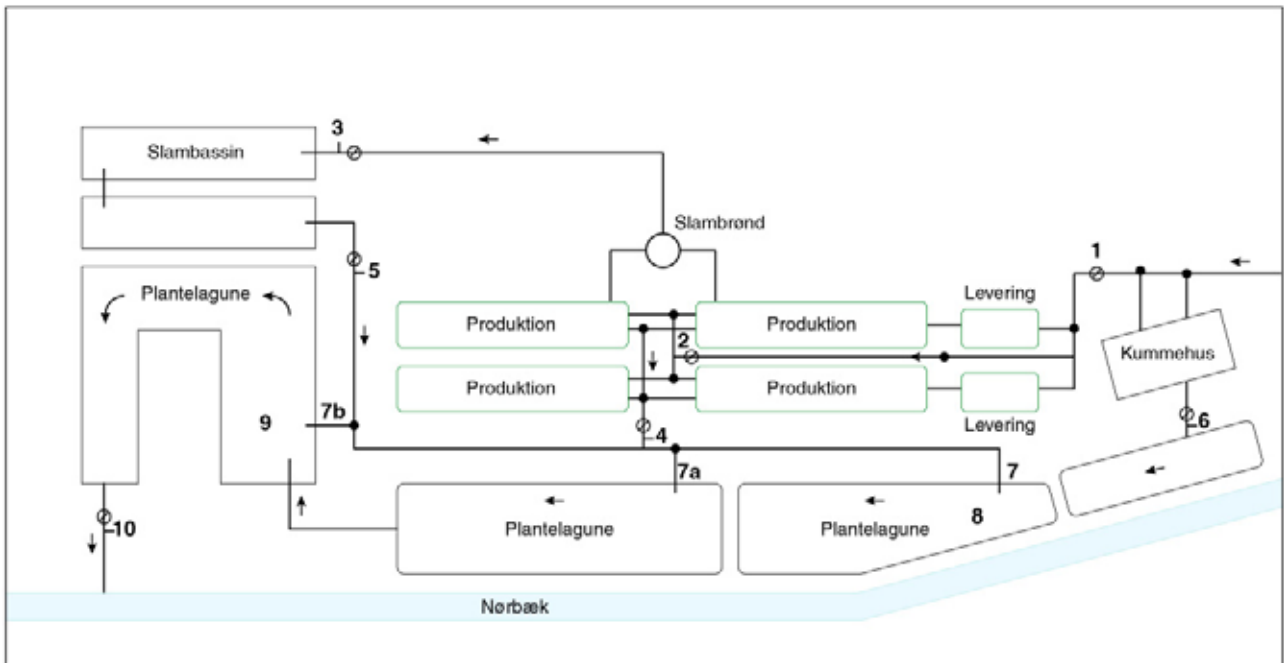 3
Slambassin
Slambrønd
1
5
Plantelagune
Levering
Produktion
Produktion
2
Kummehus
Produktion
Produktion
Levering
7b
9
4
6
7a
7
8
10
Plantelagune
Plantelagune
Nørbæk